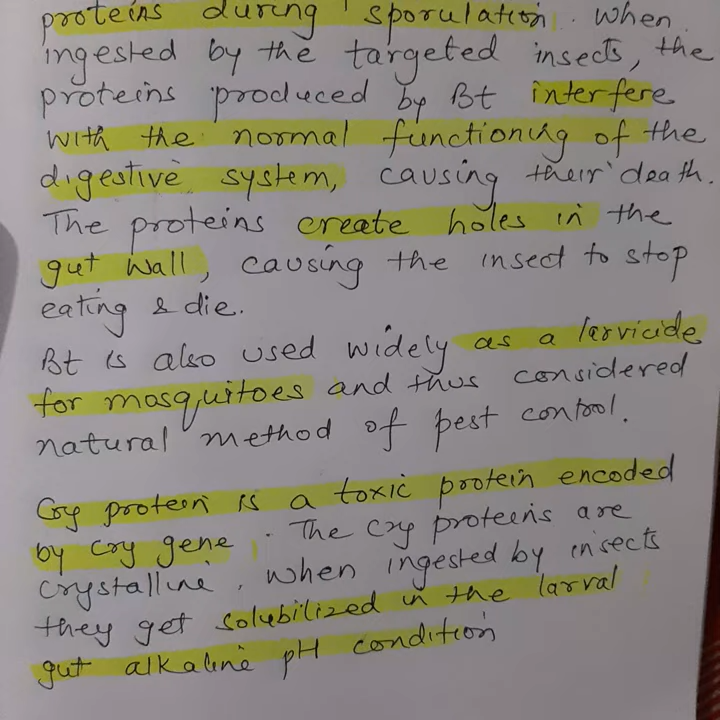 proteins during sporulation. When
ingested by the targeted insects, the
proteins produced by Bt interfere
with the normal functioning of the
digestive system, causing their death.
The proteins create holes in the
gut wall, causing the insect to stop
eating & die.
Bt is also used widely as a larvicide
for mosquitoes and thus considered
natural method of pest control.
Cry protein is a toxic protein encoded
by cry gene. The cry proteins are
crystalline. When ingested by insects
they get solubilized in the larval
gut alkaline pH condition